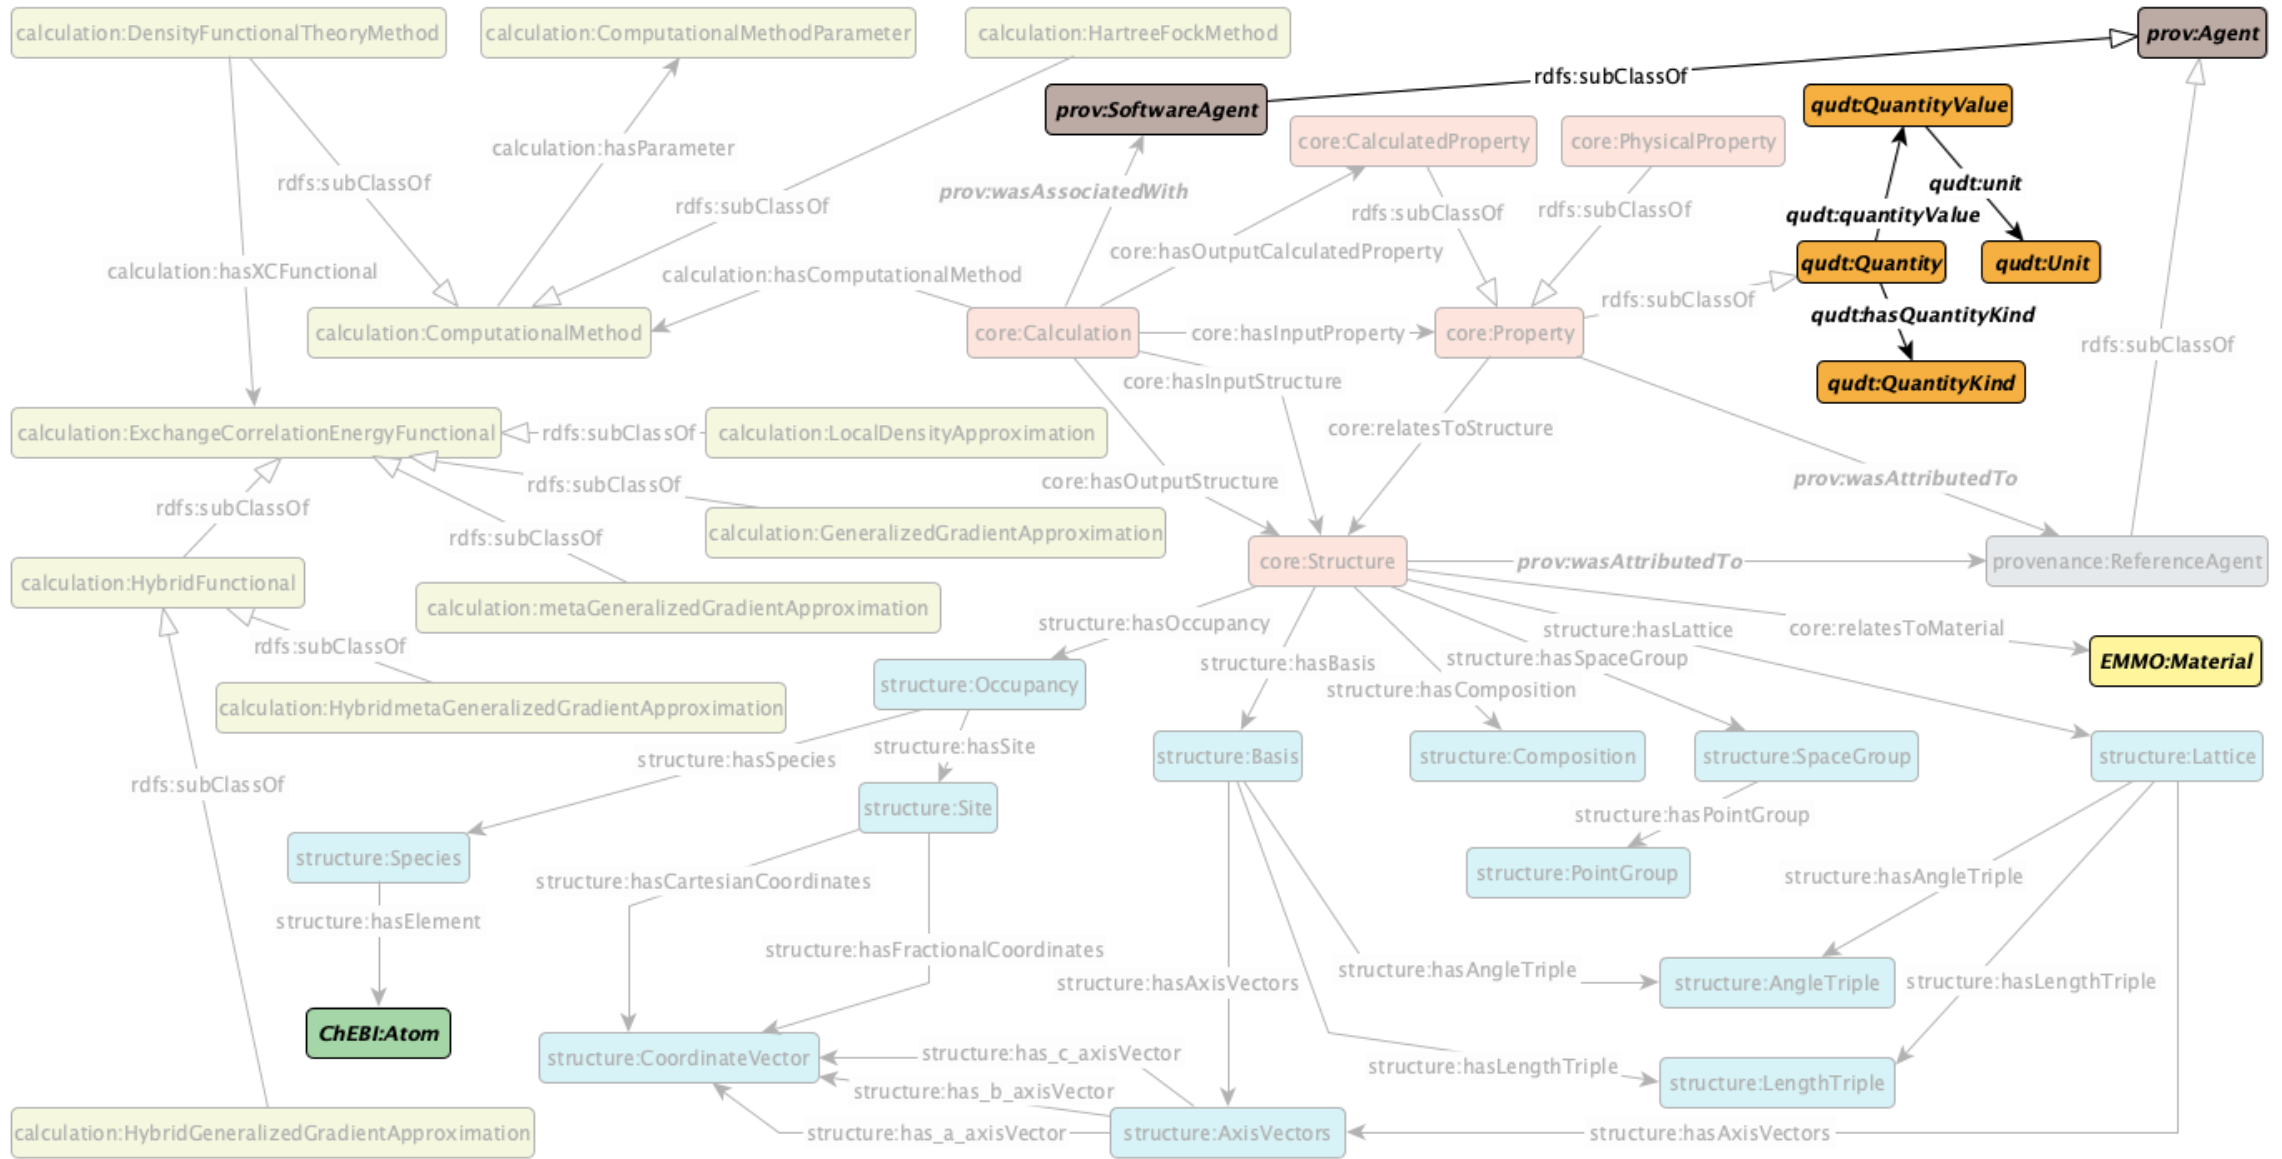 calculation:DensityFunctionalTheoryMethod
calculation:ComputationalMethodParameter
calculation:HartreeFockMethod
prov:Agent
rdfs:subClassOf
prov:SoftwareAgent
qudt:QuantityValue
core:CalculatedProperty
core:PhysicalProperty
calculation:hasParameter
rdfs:subClassOf
qudt:unit
prov:wasAssociatedWith
rdfs:subClassOf
rdfs:subClassOf
rdfs:subClassOf
qudt:quantityValue
core:hasOutputCalculatedProperty
calculation:hasXCFunctional
calculation:hasComputationalMethod
qudt:Quantity
qudt:Unit
rdfs:subClassOf
qudt:hasQuantityKind
calculation:ComputationalMethod
core:Calculation
core:hasInputProperty
core:Property
rdfs:subClassOf
core:hasInputStructure
qudt:QuantityKind
calculation:ExchangeCorrelationEnergyFunctional
rdfs:subClassOf
calculation:LocalDensityApproximation
core:relatesToStructure
rdfs:subClassOf
core:hasOutputStructure
prov:wasAttributedTo
rdfs:subClassOf
rdfs:subClassOf
calculation:GeneralizedGradientApproximation
core:Structure
prov:wasAttributedTo
provenance:ReferenceAgent
calculation:HybridFunctional
calculation:metaGeneralizedGradientApproximation
structure:hasOccupancy
structure:hasLattice
core:relatesToMaterial
rdfs:subClassOf
structure:hasBasis
structure:hasSpaceGroup
EMMO:Material
structure:Occupancy
structure:hasComposition
calculation:HybridmetaGeneralizedGradientApproximation
structure:hasSpecies
structure:hasSite
structure:Basis
structure:Composition
structure:SpaceGroup
structure:Lattice
rdfs:subClassOf
structure:Site
structure:hasPointGroup
structure:Species
structure:PointGroup
structure:hasCartesianCoordinates
structure:hasAngleTriple
structure:hasElement
structure:hasFractionalCoordinates
structure:hasAxisVectors
structure:hasAngleTriple
structure:AngleTriple
structure:hasLengthTriple
ChEBI:Atom
structure:CoordinateVector
structure:has_c_axisVector
structure:hasLengthTriple
structure:LengthTriple
structure:has_b_axisVector
calculation:HybridGeneralizedGradientApproximation
structure:has_a_axisVector
structure:AxisVectors
structure:hasAxisVectors